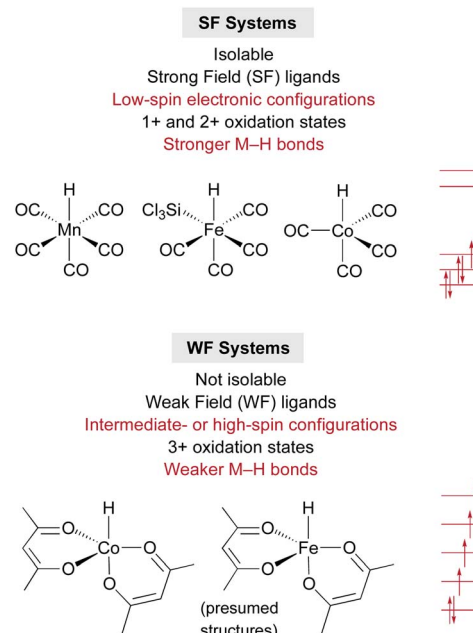 SF Systems
Isolable
Strong Field (SF) ligands
Low-spin electronic configurations
1+ and 2+ oxidation states
Stronger M–H bonds
H H H
OC CO Cl3Si CO CO
Mn Fe OC Co
OC CO OC CO CO
CO CO CO
WF Systems
Not isolable
Weak Field (WF) ligands
Intermediate- or high-spin configurations
3+ oxidation states
Weaker M–H bonds
H H
O O O O
Co Fe
O O O O
(presumed
structures)